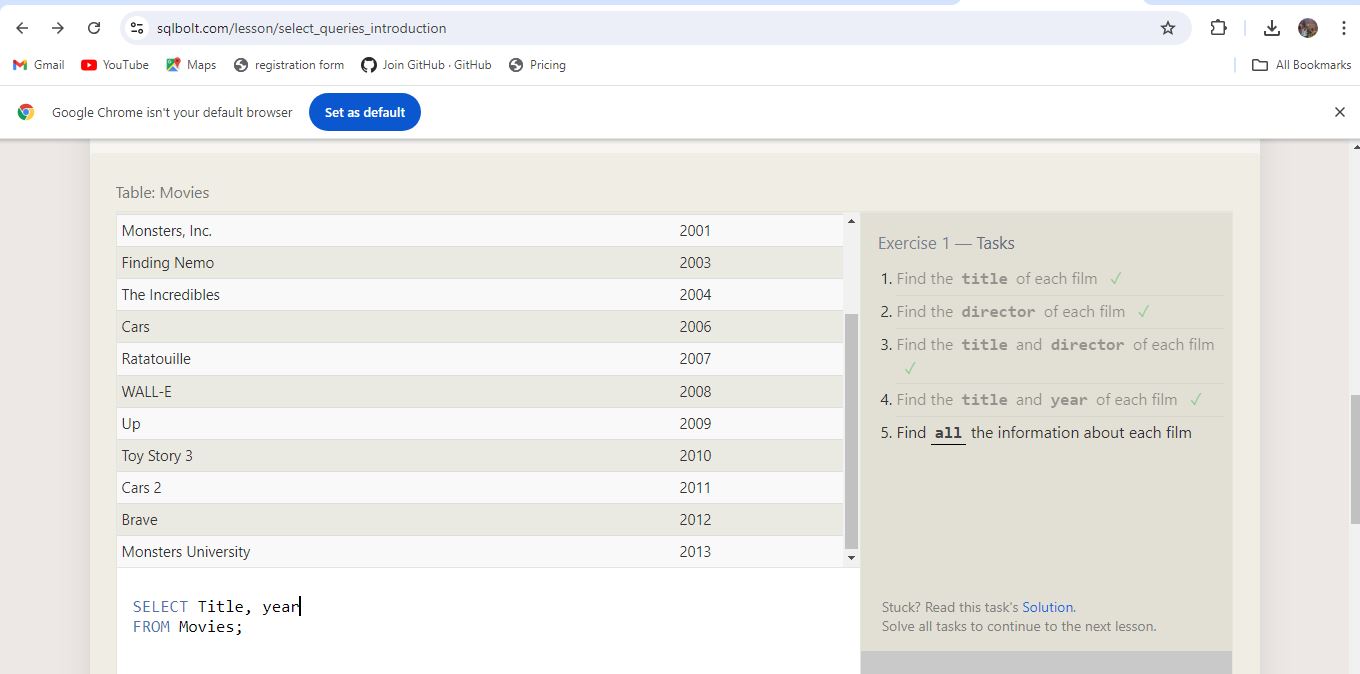 sqlbolt.com/lesson/select_queries_introduction
Gmail YouTube Maps registration form Join GitHub · GitHub Pricing All Bookmarks
Google Chrome isn't your default browser Set as default
Table: Movies
Monsters, Inc. 2001
Finding Nemo 2003
The Incredibles 2004
Cars 2006
Ratatouille 2007
WALL-E 2008
Up 2009
Toy Story 3 2010
Cars 2 2011
Brave 2012
Monsters University 2013
SELECT Title, year
FROM Movies;
Exercise 1 — Tasks
1. Find the title of each film ✓
2. Find the director of each film ✓
3. Find the title and director of each film
✓
4. Find the title and year of each film ✓
5. Find all the information about each film
Stuck? Read this task's Solution.
Solve all tasks to continue to the next lesson.